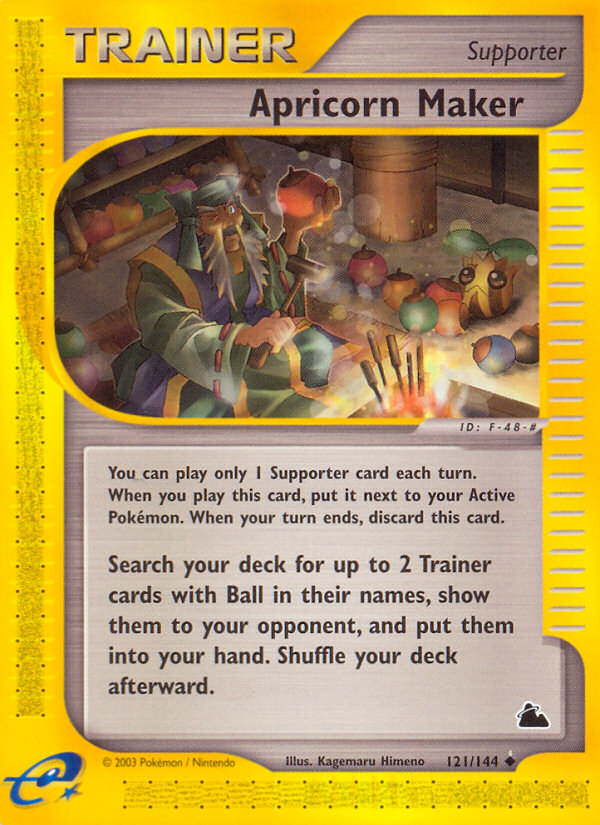 TRAINER
Supporter
Apricorn Maker
ID: F-48-#
You can play only 1 Supporter card each turn.
When you play this card, put it next to your Active
Pokémon. When your turn ends, discard this card.
Search your deck for up to 2 Trainer
cards with Ball in their names, show
them to your opponent, and put them
into your hand. Shuffle your deck
afterward.
© 2003 Pokémon / Nintendo
Illus. Kagemaru Himeno
121/144 ◆
e